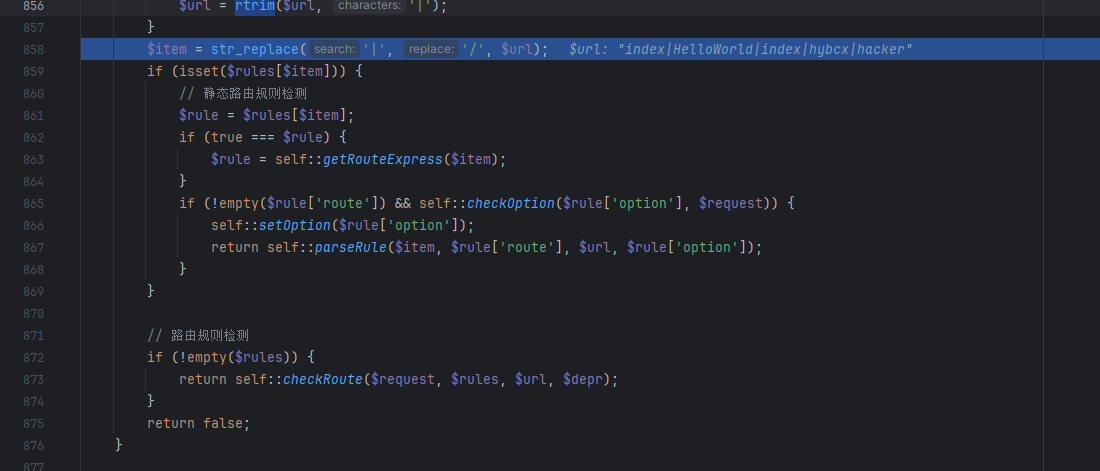 856 $url = rtrim($url, characters: '|');
857 }
858 $item = str_replace( search: '|', replace: '/', $url); $url: "index|HelloWorld|index|hybcx|hacker"
859 if (isset($rules[$item])) {
860 // 静态路由规则检测
861 $rule = $rules[$item];
862 if (true === $rule) {
863 $rule = self::getRouteExpress($item);
864 }
865 if (!empty($rule['route']) && self::checkOption($rule['option'], $request)) {
866 self::setOption($rule['option']);
867 return self::parseRule($item, $rule['route'], $url, $rule['option']);
868 }
869 }
870
871 // 路由规则检测
872 if (!empty($rules)) {
873 return self::checkRoute($request, $rules, $url, $depr);
874 }
875 return false;
876 }
877